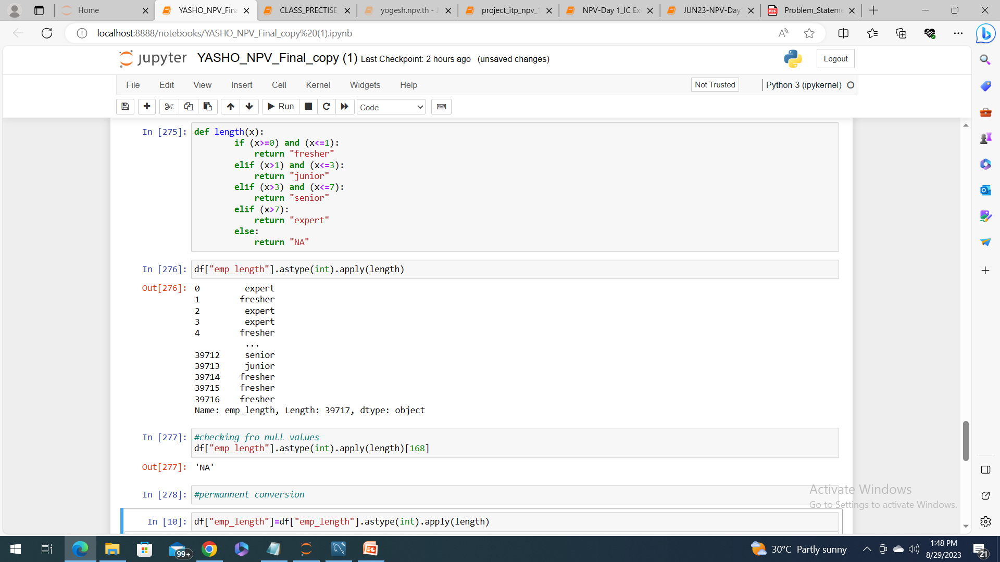 Home
YASHO_NPV_Fina
CLASS_PRECTISE
yogesh.npv.th - J
project_itp_npv_1
NPV-Day 1_IC Ex
JUN23-NPV-Day
Problem_Stateme
localhost:8888/notebooks/YASHO_NPV_Final_copy%20(1).ipynb
jupyter YASHO_NPV_Final_copy (1) Last Checkpoint: 2 hours ago (unsaved changes)
Logout
File Edit View Insert Cell Kernel Widgets Help
Not Trusted
Python 3 (ipykernel)
Run
Code
In [275]: def length(x):
if (x>=0) and (x<=1):
return "fresher"
elif (x>1) and (x<=3):
return "junior"
elif (x>3) and (x<=7):
return "senior"
elif (x>7):
return "expert"
else:
return "NA"
In [276]: df["emp_length"].astype(int).apply(length)
Out[276]: 0 expert
1 fresher
2 expert
3 expert
4 fresher
...
39712 senior
39713 junior
39714 fresher
39715 fresher
39716 fresher
Name: emp_length, Length: 39717, dtype: object
In [277]: #checking fro null values
df["emp_length"].astype(int).apply(length)[168]
Out[277]: 'NA'
In [278]: #permannent conversion
In [10]: df["emp_length"]=df["emp_length"].astype(int).apply(length)
Activate Windows
Go to Settings to activate Windows.
99+
30°C Partly sunny
1:48 PM
8/29/2023
21